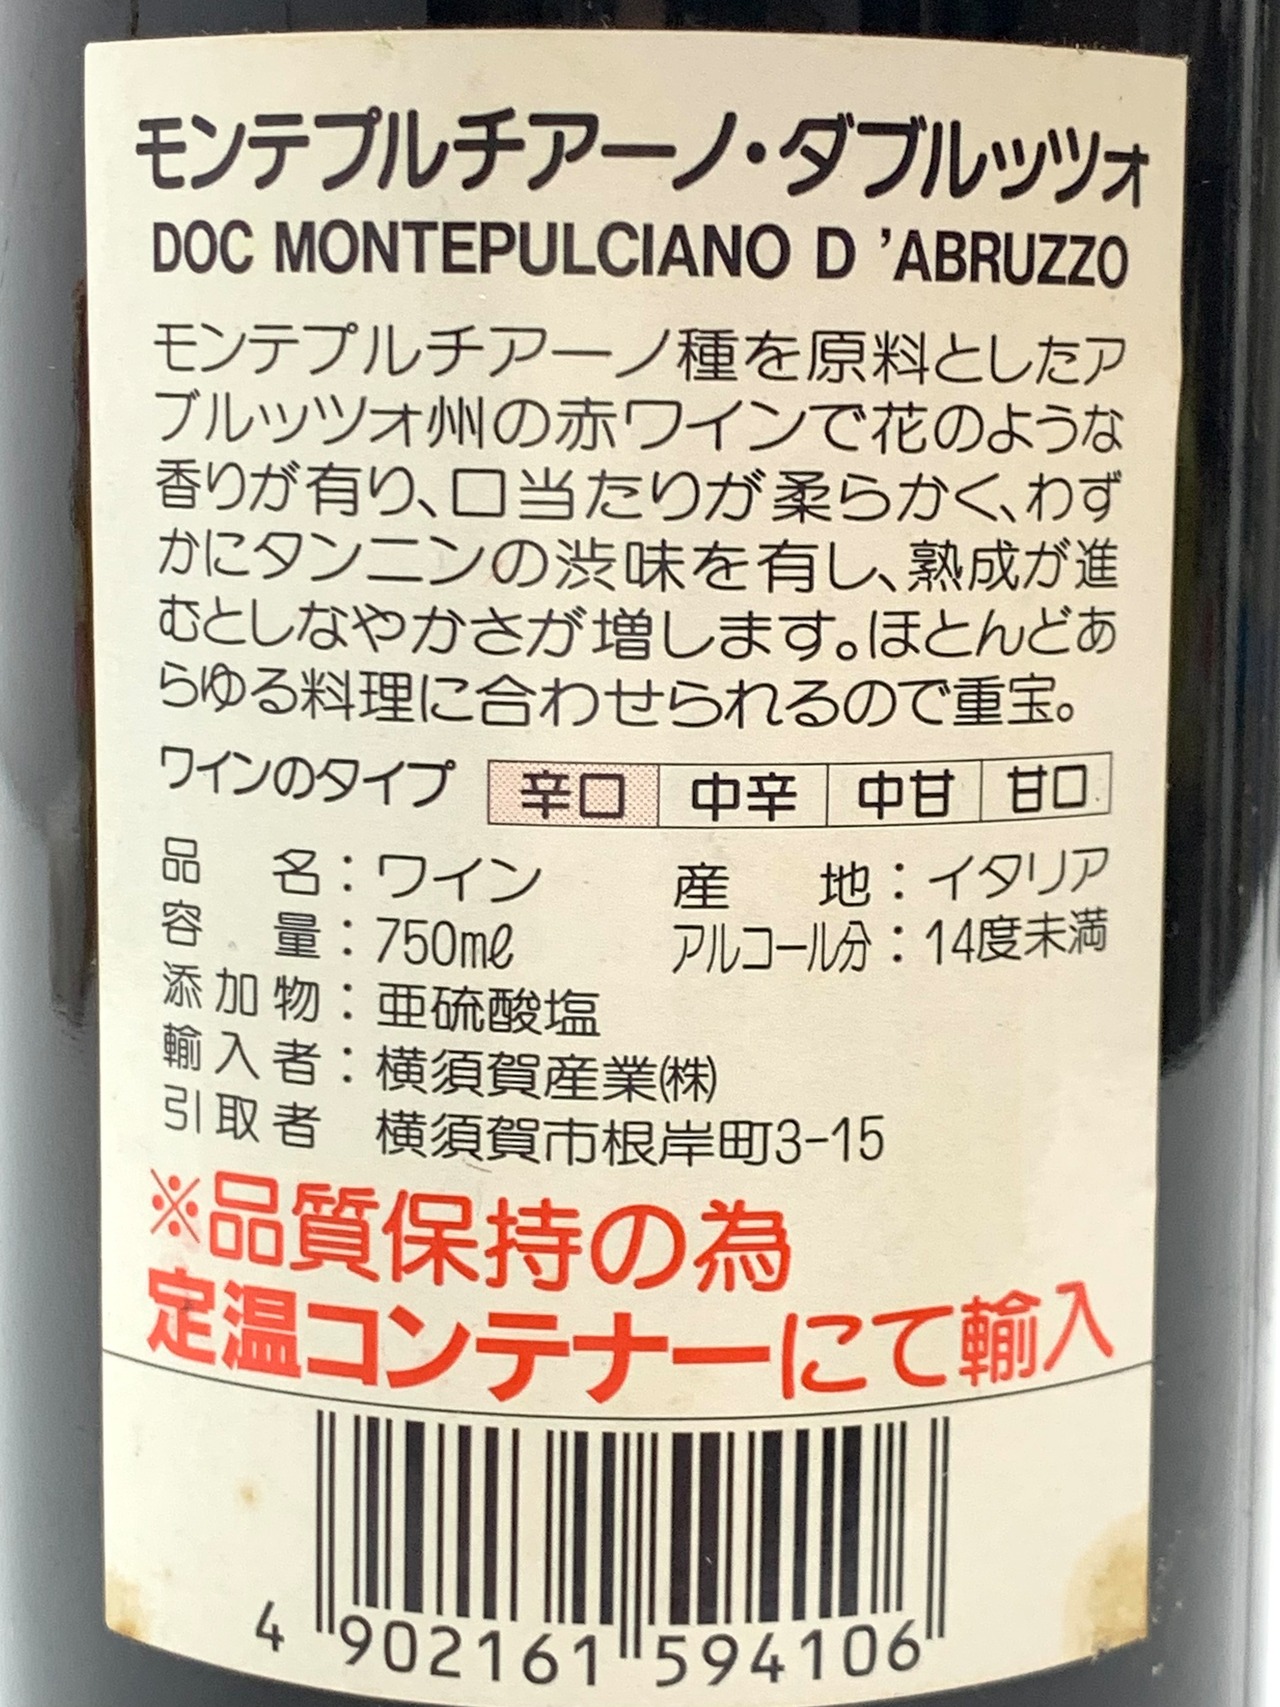 モンテプルチアーノ・ダブルッツォ
DOC MONTEPULCIANO D 'ABRUZZO
モンテプルチアーノ種を原料としたア
ブルッツォ州の赤ワインで花のような
香りが有り、口当たりが柔らかく、わず
かにタンニンの渋味を有し、熟成が進
むとしなやかさが増します。ほとんどあ
らゆる料理に合わせられるので重宝。
ワインのタイプ 辛口 中辛 中甘 甘口
品名：ワイン 産地：イタリア
容量：750mℓ アルコール分：14度未満
添加物：亜硫酸塩
輸入者：横須賀産業㈱
引取者 横須賀市根岸町3-15
※品質保持の為
定温コンテナーにて輸入
4 902161 594106